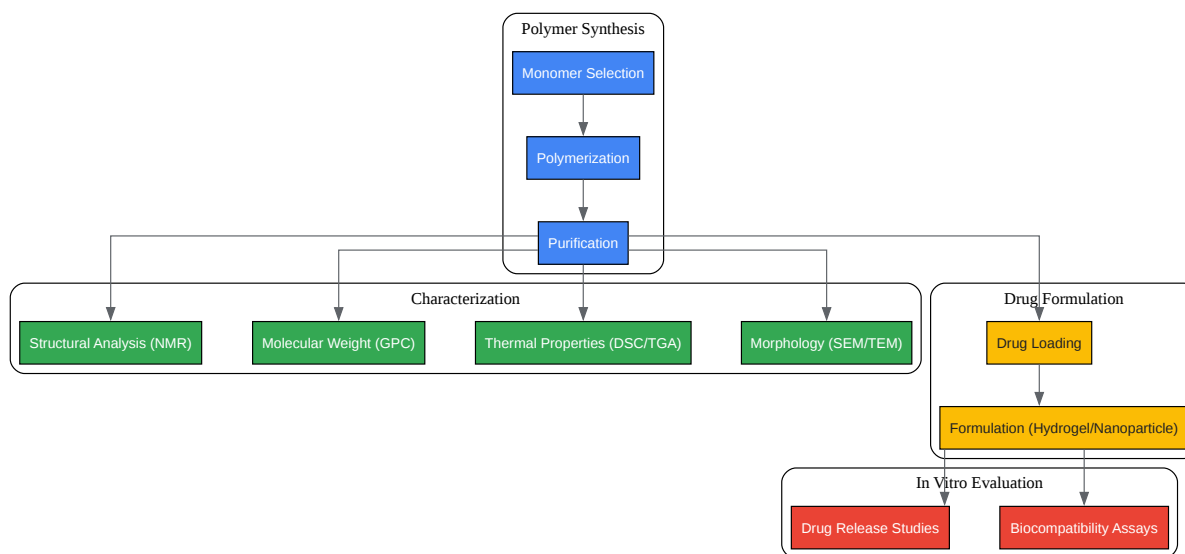 Polymer Synthesis
Monomer Selection
Polymerization
Purification
Characterization
Drug Formulation
Structural Analysis (NMR)
Molecular Weight (GPC)
Thermal Properties (DSC/TGA)
Morphology (SEM/TEM)
Drug Loading
Formulation (Hydrogel/Nanoparticle)
In Vitro Evaluation
Drug Release Studies
Biocompatibility Assays